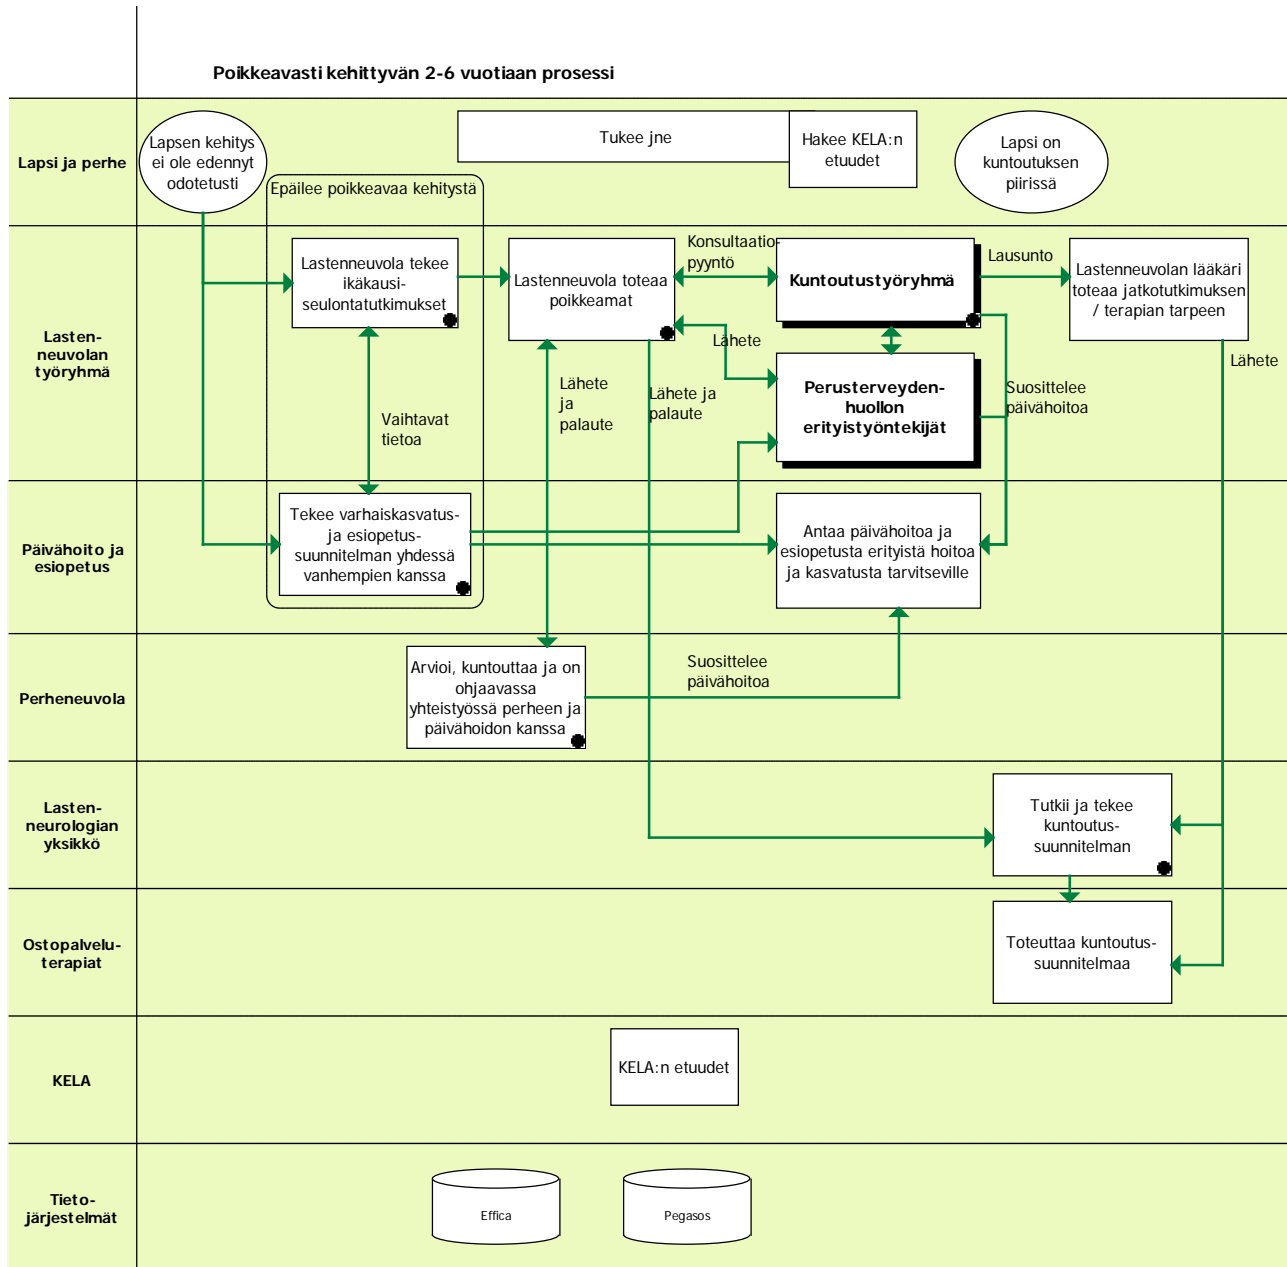 Poikkeavasti kehittyvän 2-6 vuotiaan prosessi
Lapsi ja perhe
Lapsen kehitys
ei ole edennyt
odotetusti
Tukee jne
Hakee KELA:n
etuudet
Lapsi on
kuntoutuksen
piirissä
Epäilee poikkeavaa kehitystä
Lasten-
neuvolan
työryhmä
Lastenneuvola tekee
ikäkausi-
seulontatutkimukset
Lastenneuvola toteaa
poikkeamat
Konsultaatio-
pyyntö
Kuntoutustyöryhmä
Lausunto
Lastenneuvolan lääkäri
toteaa jatkotutkimuksen
/ terapian tarpeen
Lähete
Lähete
Perusterveyden-
huollon
erityistyöntekijät
Suosittelee
päivähoitoa
Lähete
ja
palaute
Lähete ja
palaute
Vaihtavat
tietoa
Päivähoito ja
esiopetus
Tekee varhaiskasvatus-
ja esiopetus-
suunnitelman yhdessä
vanhempien kanssa
Antaa päivähoitoa ja
esiopetusta erityistä hoitoa
ja kasvatusta tarvitseville
Perheneuvola
Arvioi, kuntouttaa ja on
ohjaavassa
yhteistyössä perheen ja
päivähoidon kanssa
Suosittelee
päivähoitoa
Lasten-
neurologian
yksikkö
Tutkii ja tekee
kuntoutus-
suunnitelman
Ostopalvelu-
terapiat
Toteuttaa kuntoutus-
suunnitelmaa
KELA
KELA:n etuudet
Tieto-
järjestelmät
Effica
Pegasos